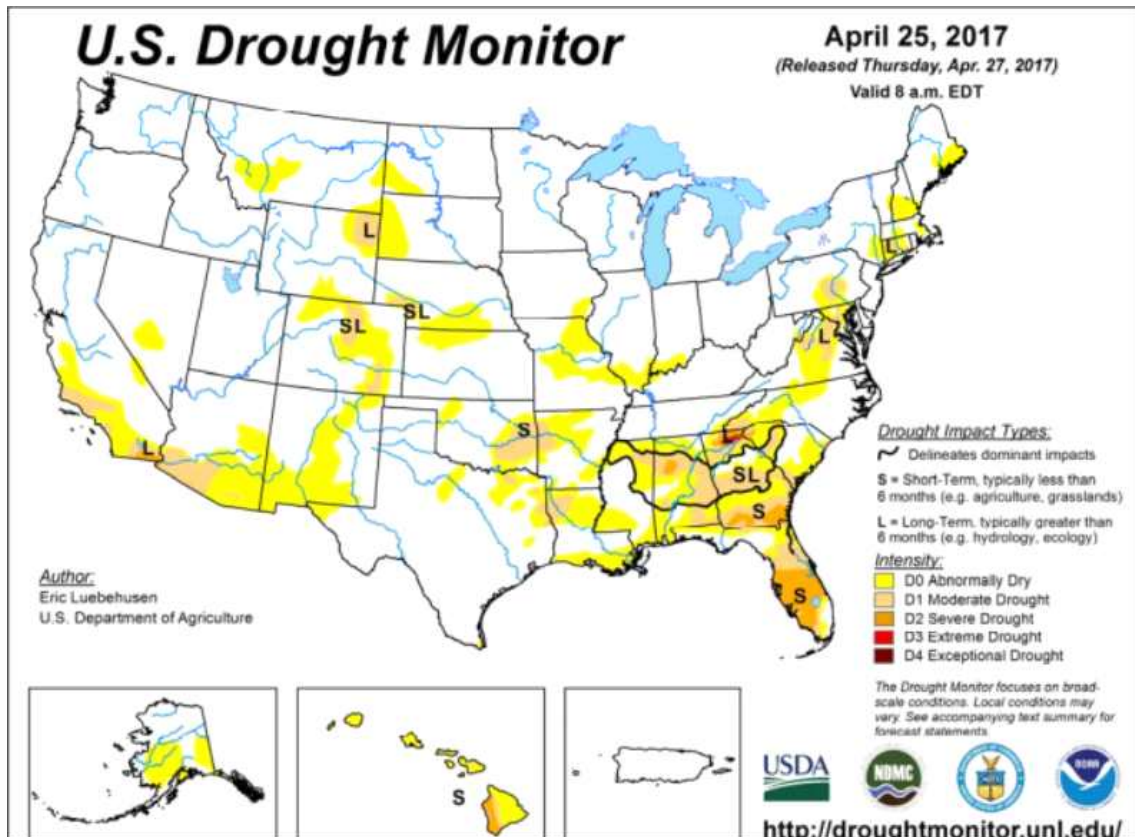 U.S. Drought Monitor
April 25, 2017
(Released Thursday, Apr. 27, 2017)
Valid 8 a.m. EDT
L
L
SL
SL
L
S
L
L
SL
S
S
Drought Impact Types:
Delineates dominant impacts
S = Short-Term, typically less than
6 months (e.g. agriculture, grasslands)
L = Long-Term, typically greater than
6 months (e.g. hydrology, ecology)
Intensity:
D0 Abnormally Dry
D1 Moderate Drought
D2 Severe Drought
D3 Extreme Drought
D4 Exceptional Drought
Author:
Eric Luebehusen
U.S. Department of Agriculture
S
The Drought Monitor focuses on broad-
scale conditions. Local conditions may
vary. See accompanying text summary for
forecast statements.
USDA
NDMC
NOAA
http://droughtmonitor.unl.edu/